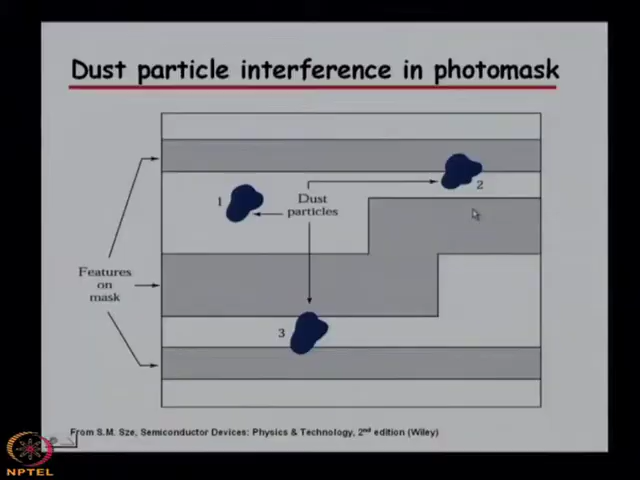 Dust particle interference in photomask
1
Dust
particles
2
Features
on
mask
3
From S.M. Sze, Semiconductor Devices: Physics & Technology, 2nd edition (Wiley)
NPTEL